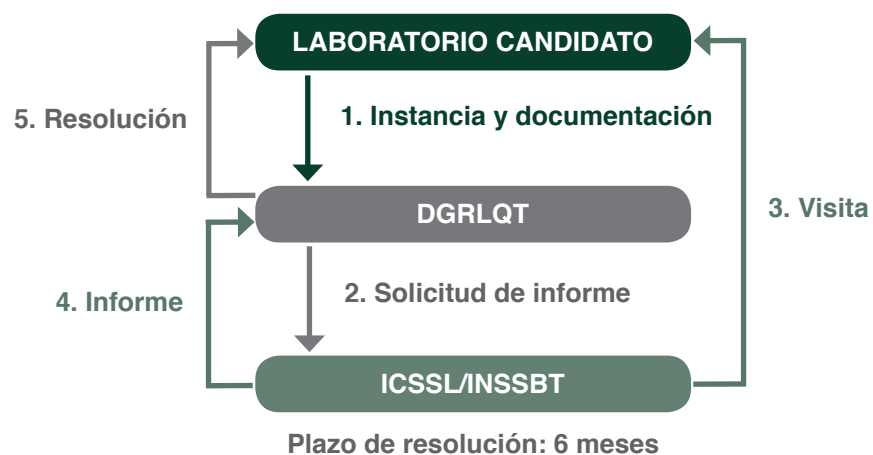 LABORATORIO CANDIDATO
1. Instancia y documentación
5. Resolución
DGRLQT
3. Visita
2. Solicitud de informe
4. Informe
ICSSL/INSSBT
Plazo de resolución: 6 meses